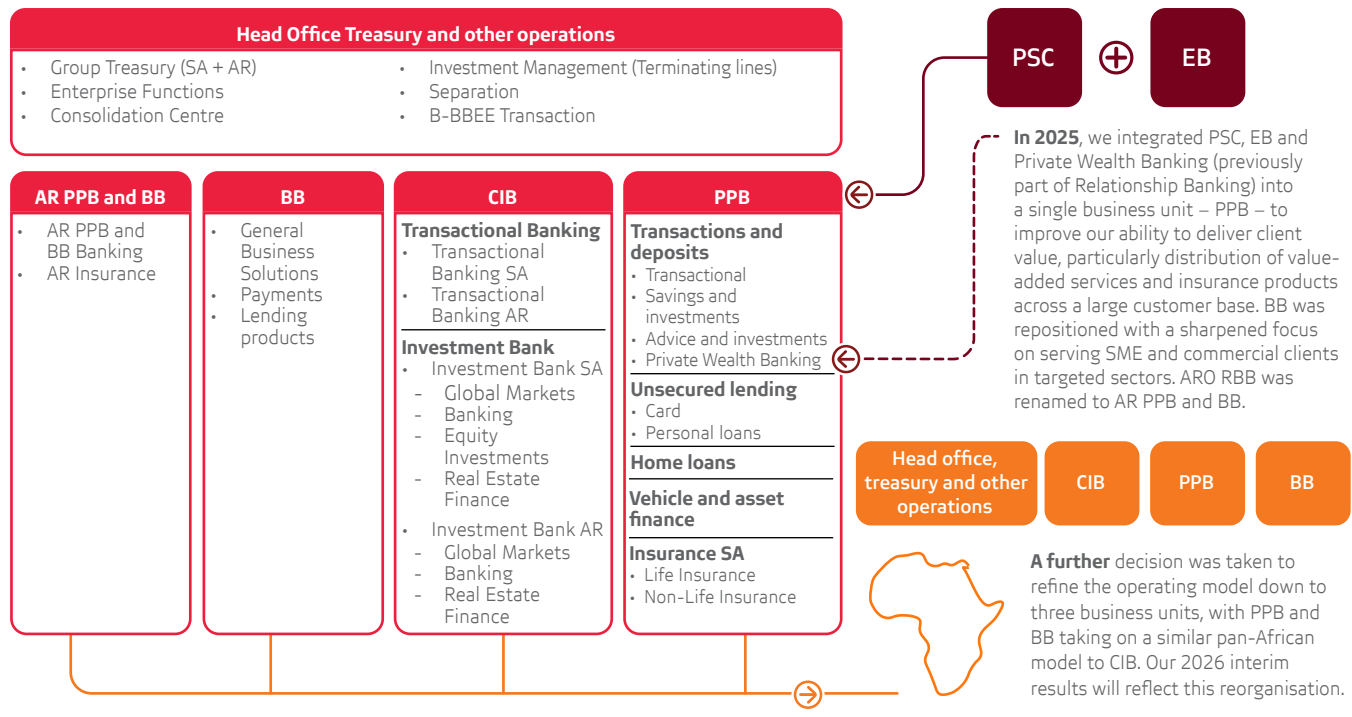 Head Office Treasury and other operations
• Group Treasury (SA + AR)
• Enterprise Functions
• Consolidation Centre
• Investment Management (Terminating lines)
• Separation
• B-BBEE Transaction
PSC
EB
In 2025, we integrated PSC, EB and
Private Wealth Banking (previously
part of Relationship Banking) into
a single business unit – PPB – to
improve our ability to deliver client
value, particularly distribution of value-
added services and insurance products
across a large customer base. BB was
repositioned with a sharpened focus
on serving SME and commercial clients
in targeted sectors. ARO RBB was
renamed to AR PPB and BB.
AR PPB and BB
• AR PPB and
BB Banking
• AR Insurance
BB
• General
Business
Solutions
• Payments
• Lending
products
CIB
Transactional Banking
• Transactional
Banking SA
• Transactional
Banking AR
Investment Bank
• Investment Bank SA
- Global Markets
- Banking
- Equity
Investments
- Real Estate
Finance
• Investment Bank AR
- Global Markets
- Banking
- Real Estate
Finance
PPB
Transactions and
deposits
• Transactional
• Savings and
investments
• Advice and investments
• Private Wealth Banking
Unsecured lending
• Card
• Personal loans
Home loans
Vehicle and asset
finance
Insurance SA
• Life Insurance
• Non-Life Insurance
Head office,
treasury and other
operations
CIB
PPB
BB
A further decision was taken to
refine the operating model down to
three business units, with PPB and
BB taking on a similar pan-African
model to CIB. Our 2026 interim
results will reflect this reorganisation.